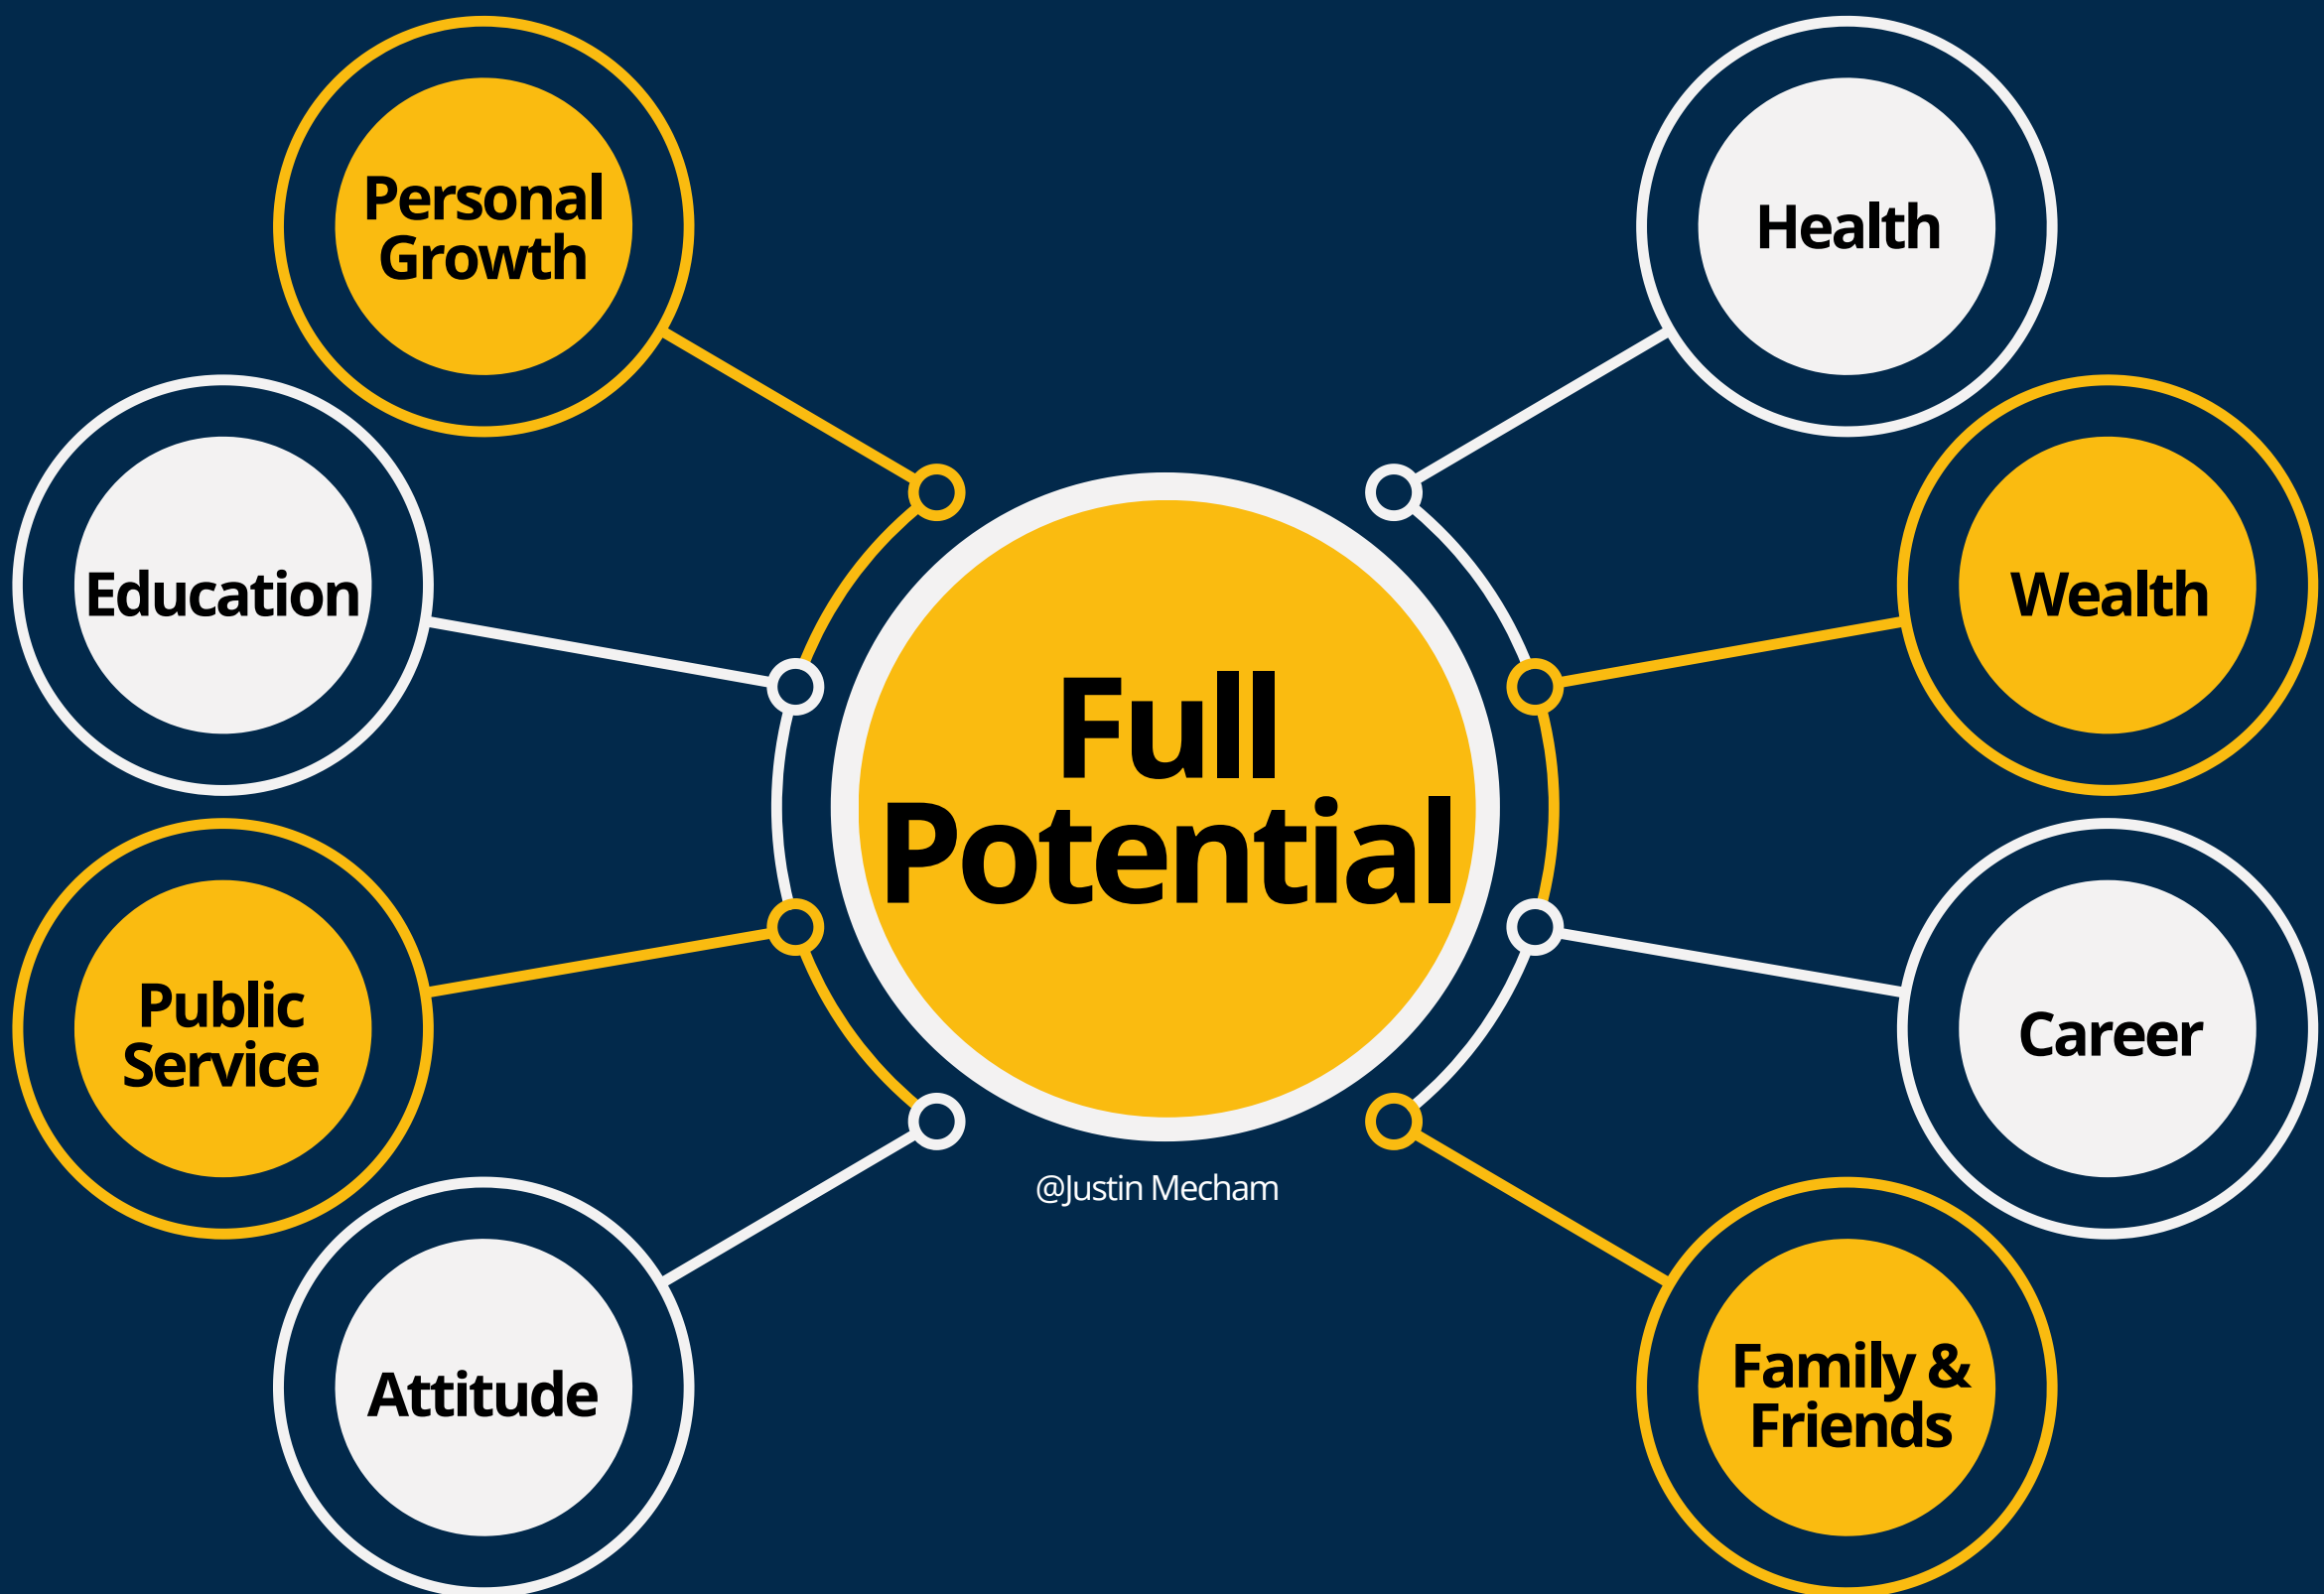 Personal
Growth
Health
Education
Wealth
Full
Potential
Public
Service
Career
@Justin Mecham
Attitude
Family &
Friends